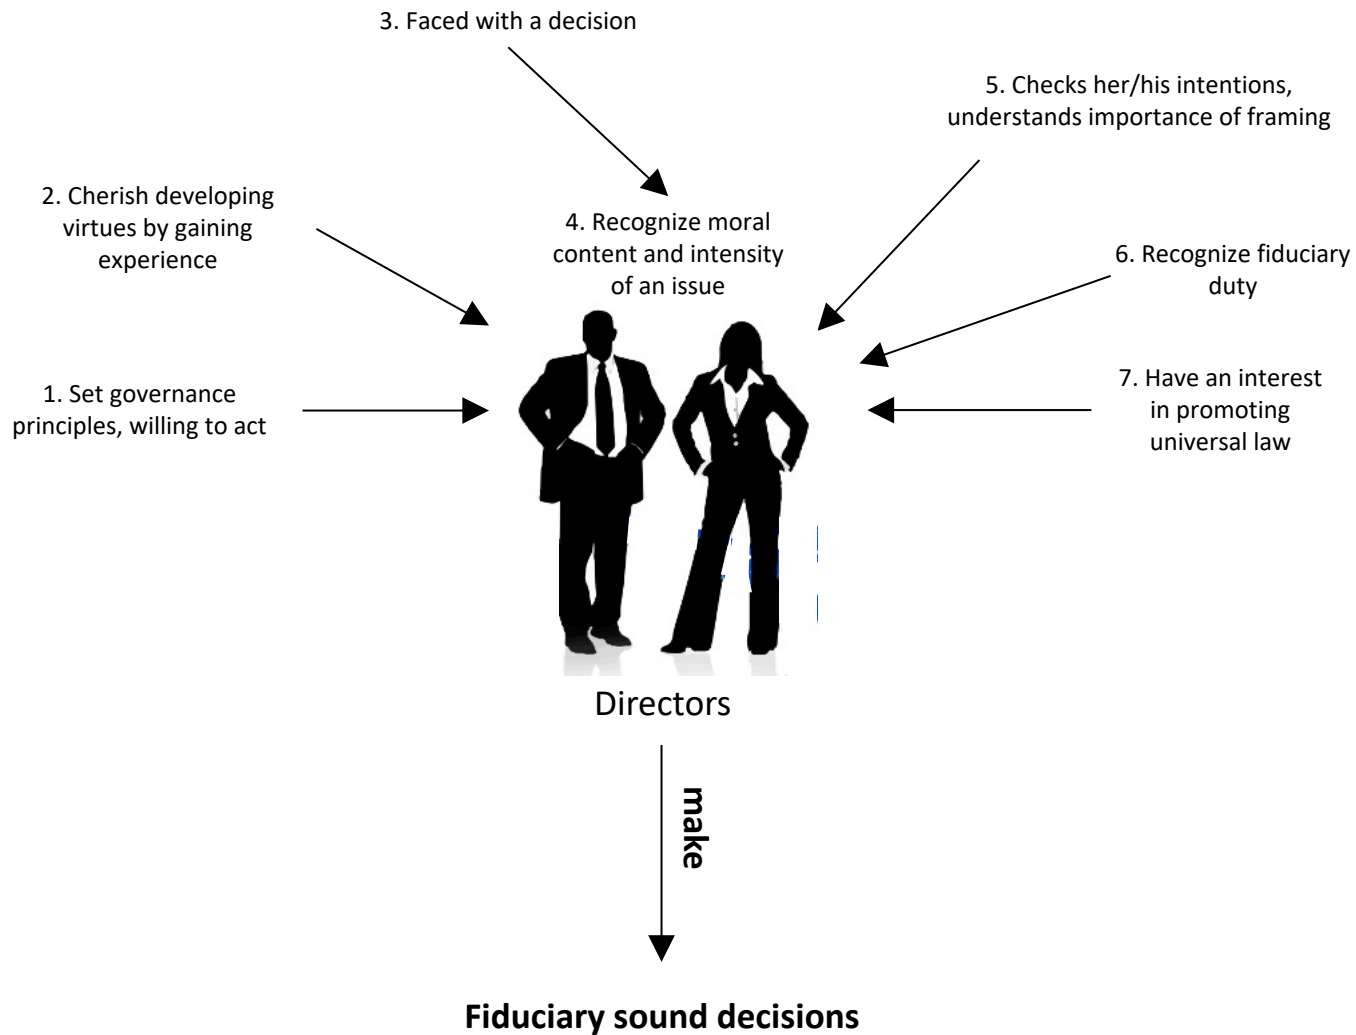 3. Faced with a decision
5. Checks her/his intentions,
understands importance of framing
2. Cherish developing
virtues by gaining
experience
4. Recognize moral
content and intensity
of an issue
6. Recognize fiduciary
duty
1. Set governance
principles, willing to act
7. Have an interest
in promoting
universal law
Directors
make
Fiduciary sound decisions